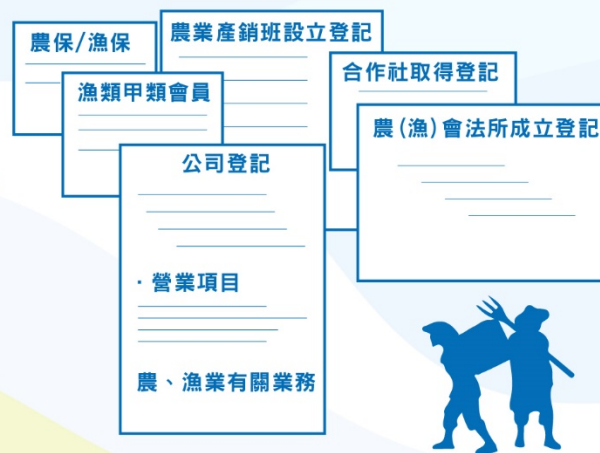 農保/漁保
農業產銷班設立登記
漁類甲類會員
合作社取得登記
農(漁)會法所成立登記
公司登記
·營業項目
農、漁業有關業務